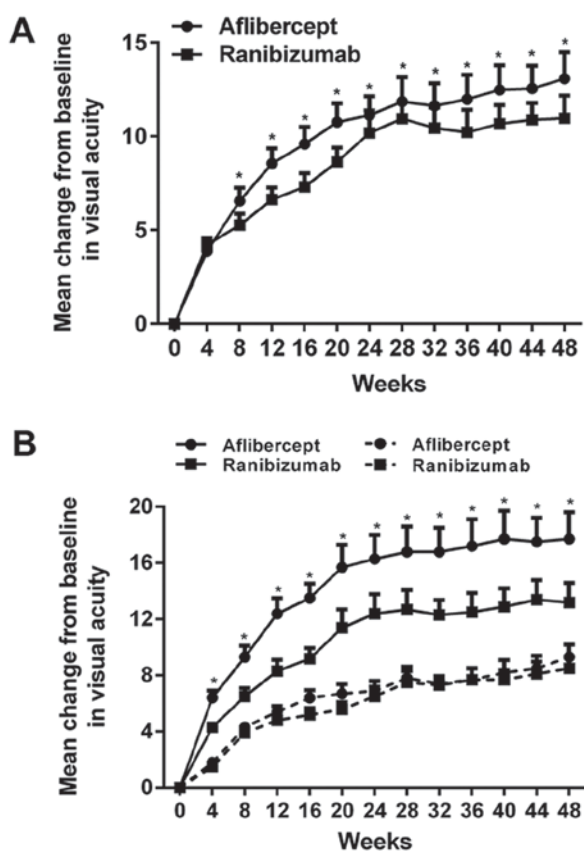 A
Aflibercept
Ranibizumab
15
* * * * * * * * * * *
10
5
0
0 4 8 12 16 20 24 28 32 36 40 44 48
Weeks
Mean change from baseline
in visual acuity
B
Aflibercept Aflibercept
Ranibizumab Ranibizumab
20
* * * * * * * * * * * *
16
12
8
4
0
0 4 8 12 16 20 24 28 32 36 40 44 48
Weeks
Mean change from baseline
in visual acuity